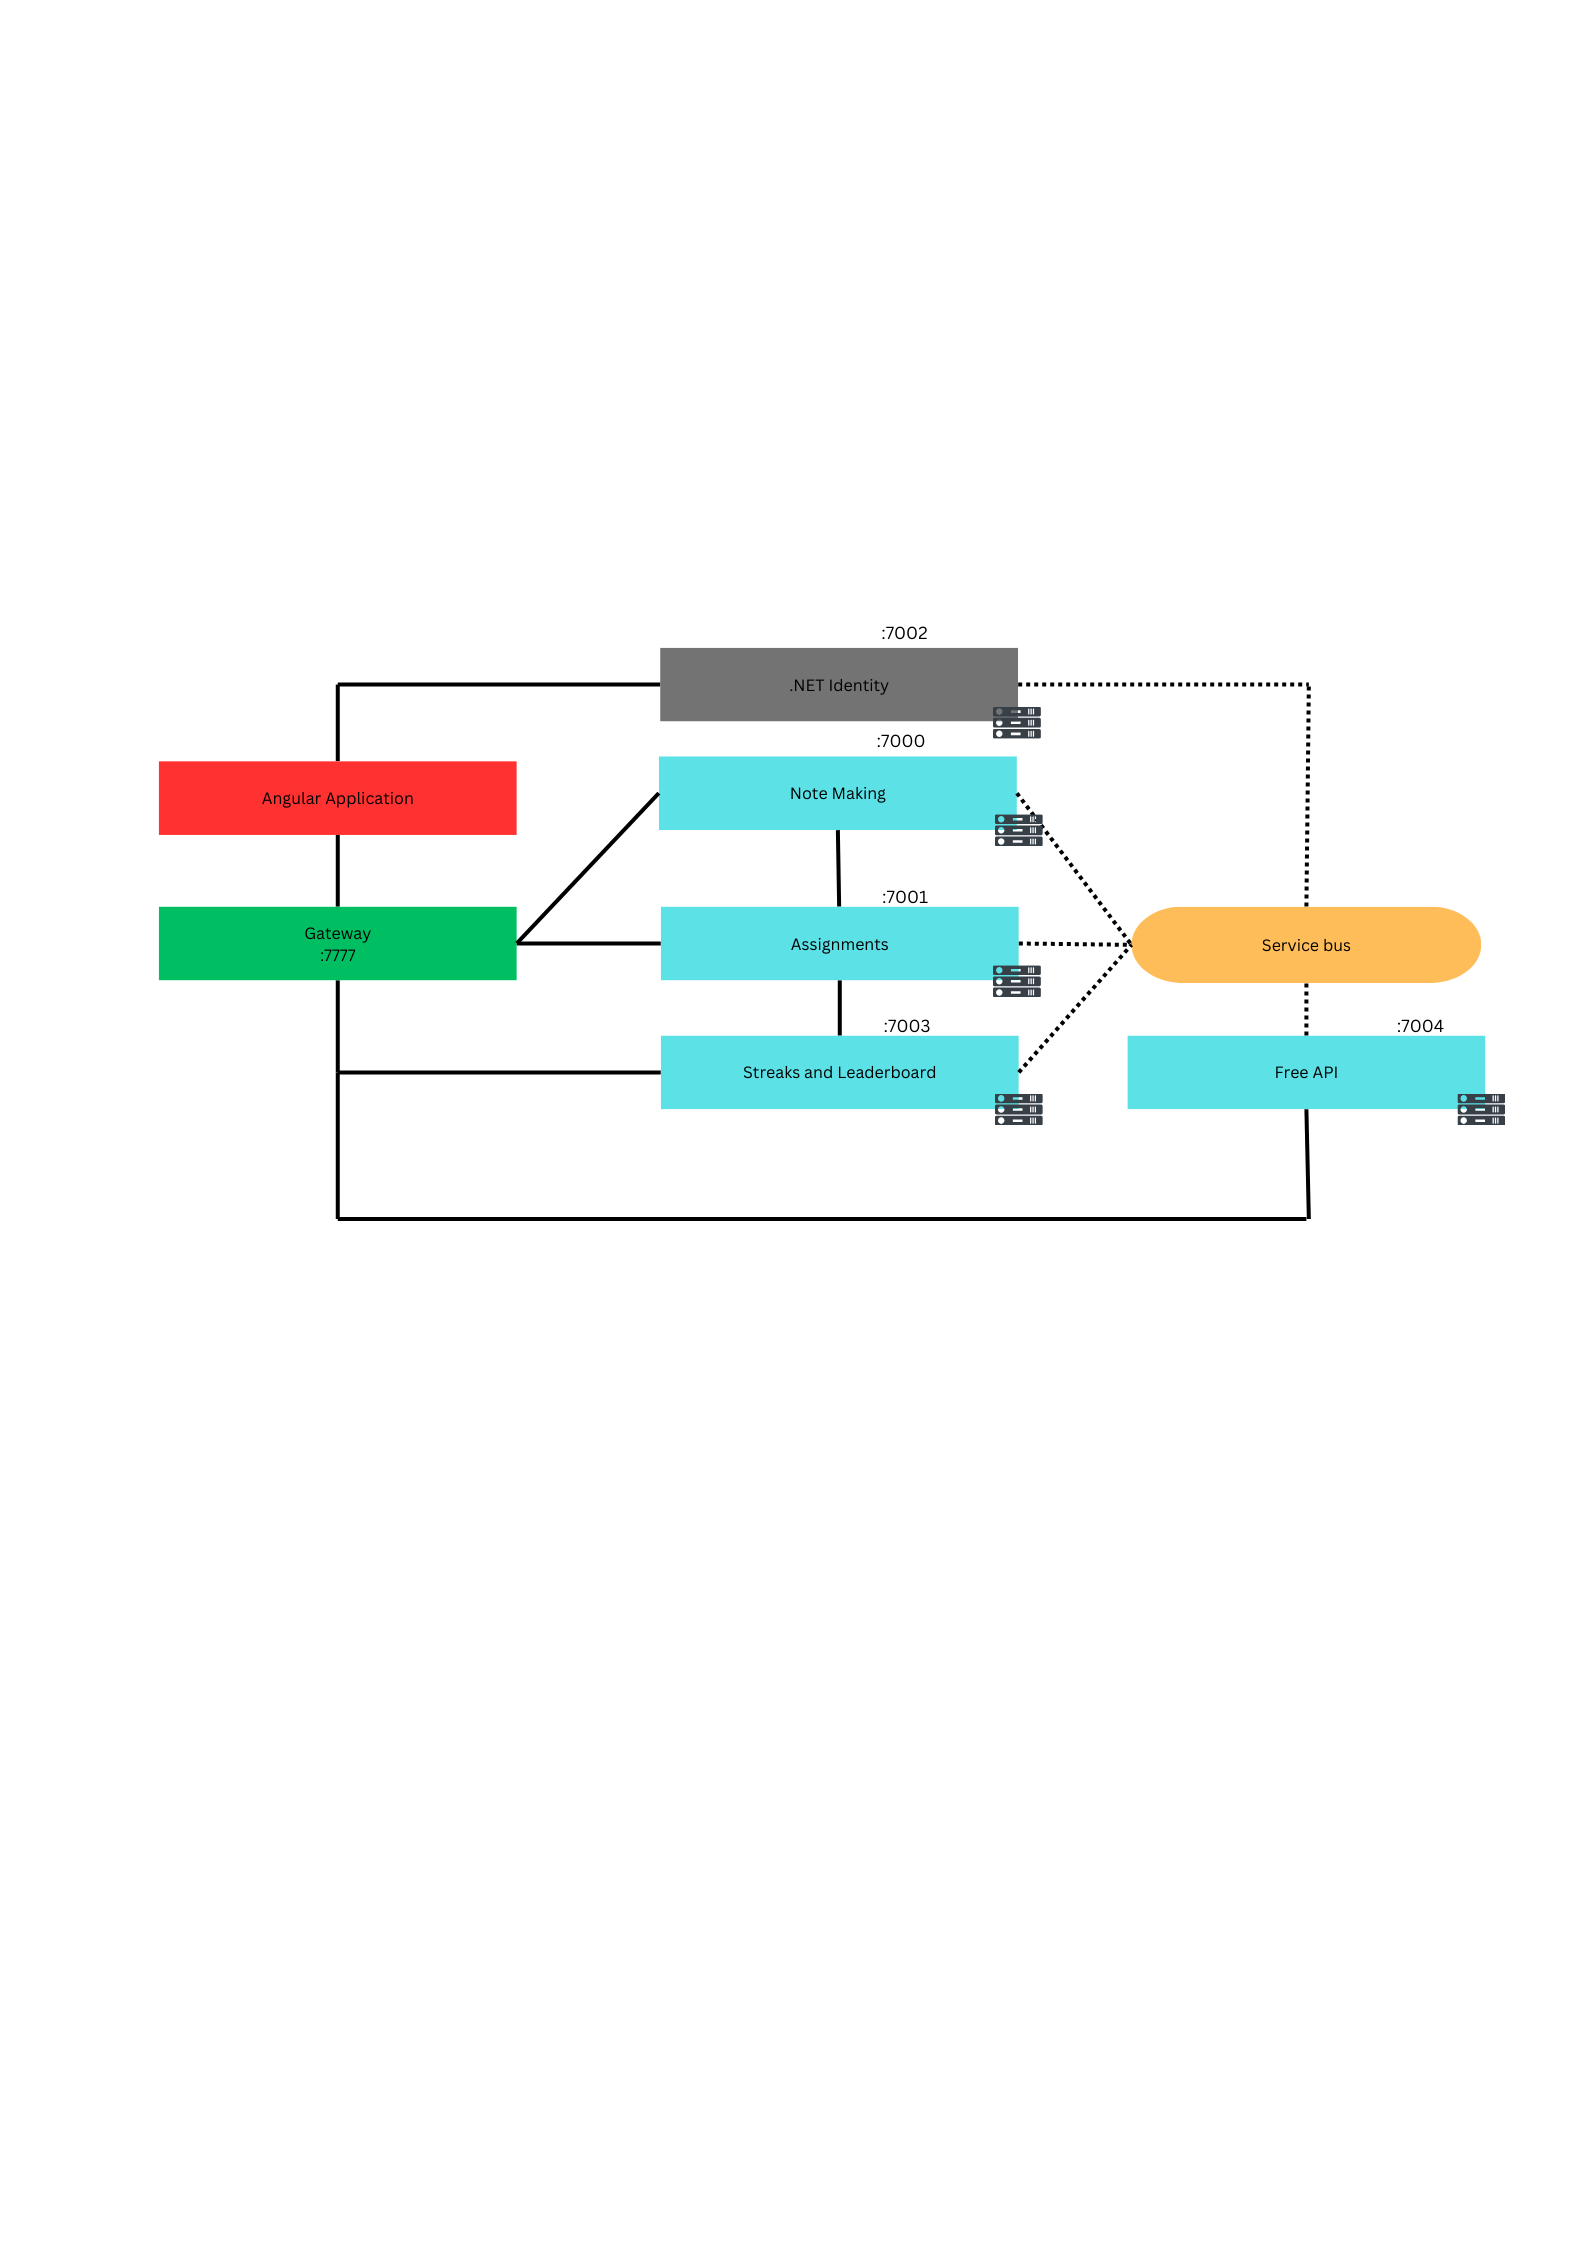 :7002
.NET Identity
:7000
Note Making
Angular Application
:7001
Gateway
:7777
Assignments
Service bus
:7003
:7004
Streaks and Leaderboard
Free API